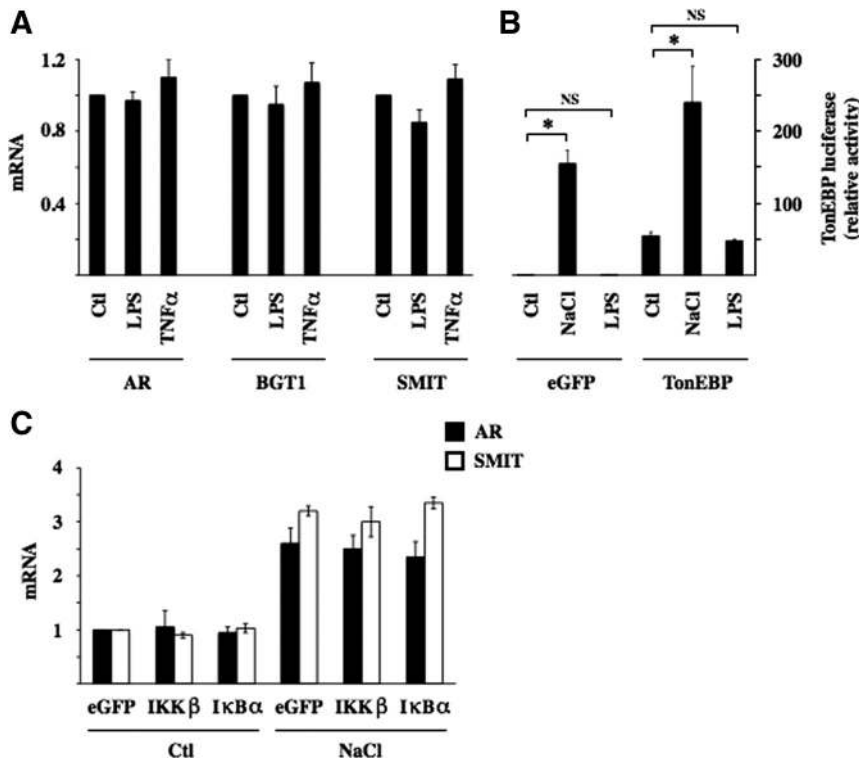 A
mRNA
1.2
0.8
0.4
Ctl
LPS
TNFα
Ctl
LPS
TNFα
Ctl
LPS
TNFα
AR
BGT1
SMIT
B
NS
*
NS
*
300
200
100
TonEBP luciferase
(relative activity)
Ctl
NaCl
LPS
Ctl
NaCl
LPS
eGFP
TonEBP
C
AR
SMIT
mRNA
4
3
2
1
eGFP IKKβ IκBα eGFP IKKβ IκBα
Ctl NaCl